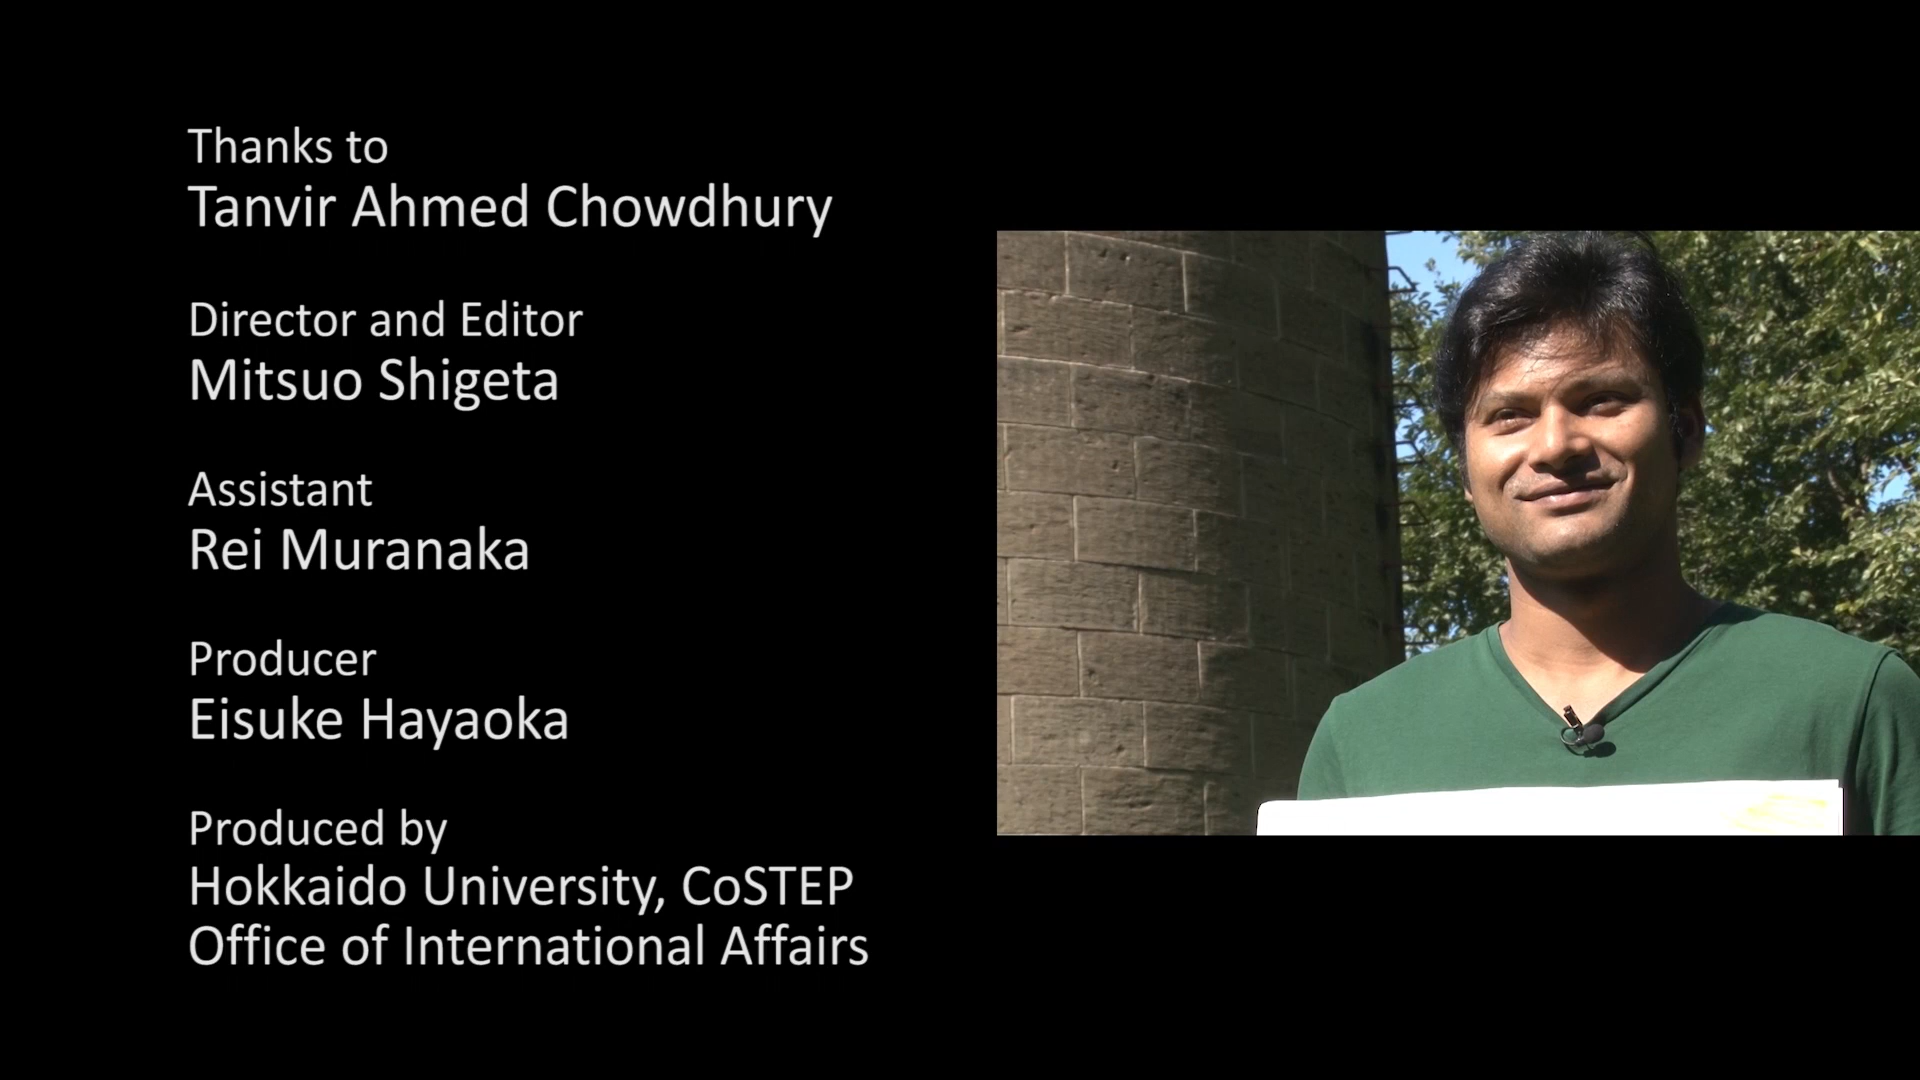 Thanks to
Tanvir Ahmed Chowdhury
Director and Editor
Mitsuo Shigeta
Assistant
Rei Muranaka
Producer
Eisuke Hayaoka
Produced by
Hokkaido University, CoSTEP
Office of International Affairs